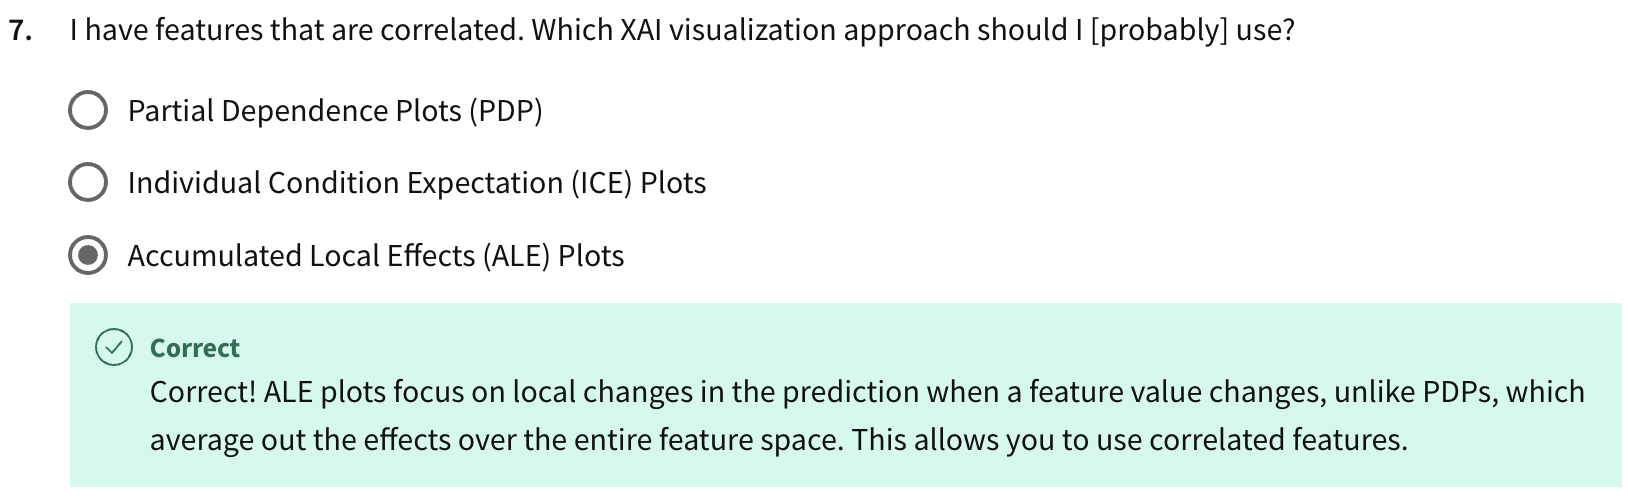 7. I have features that are correlated. Which XAI visualization approach should I [probably] use?
Partial Dependence Plots (PDP)
Individual Condition Expectation (ICE) Plots
Accumulated Local Effects (ALE) Plots
Correct
Correct! ALE plots focus on local changes in the prediction when a feature value changes, unlike PDPs, which
average out the effects over the entire feature space. This allows you to use correlated features.